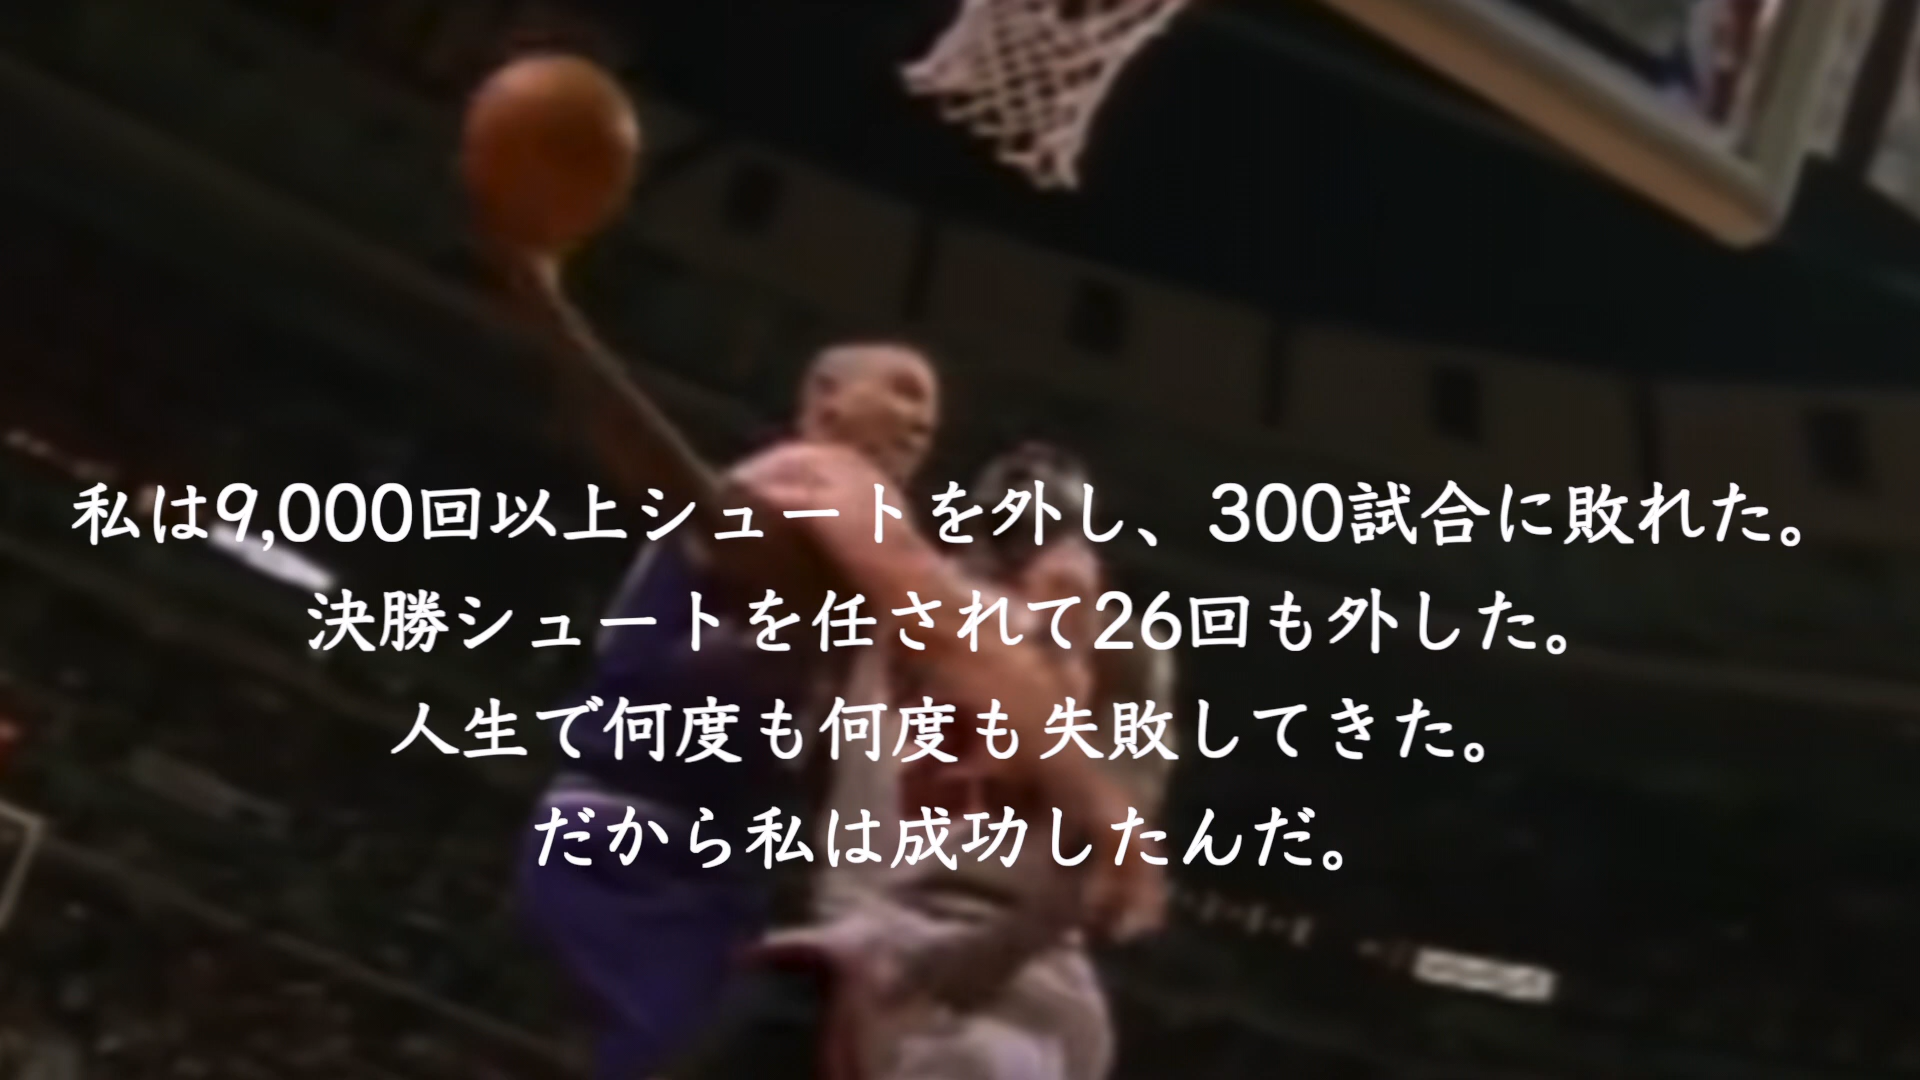 私は9,000回以上シュートを外し、300試合に敗れた。
決勝シュートを任されて26回も外した。
人生で何度も何度も失敗してきた。
だから私は成功したんだ。